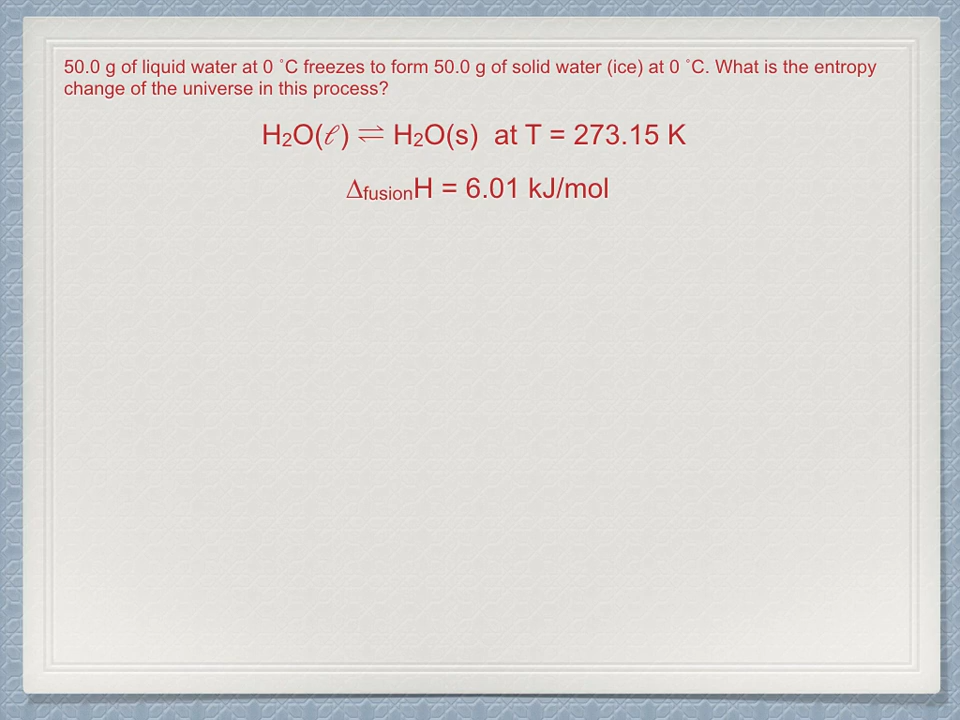 50.0 g of liquid water at 0 ˚C freezes to form 50.0 g of solid water (ice) at 0 ˚C. What is the entropy
change of the universe in this process?
H₂O(ℓ) ⇌ H₂O(s) at T = 273.15 K
ΔfusionH = 6.01 kJ/mol